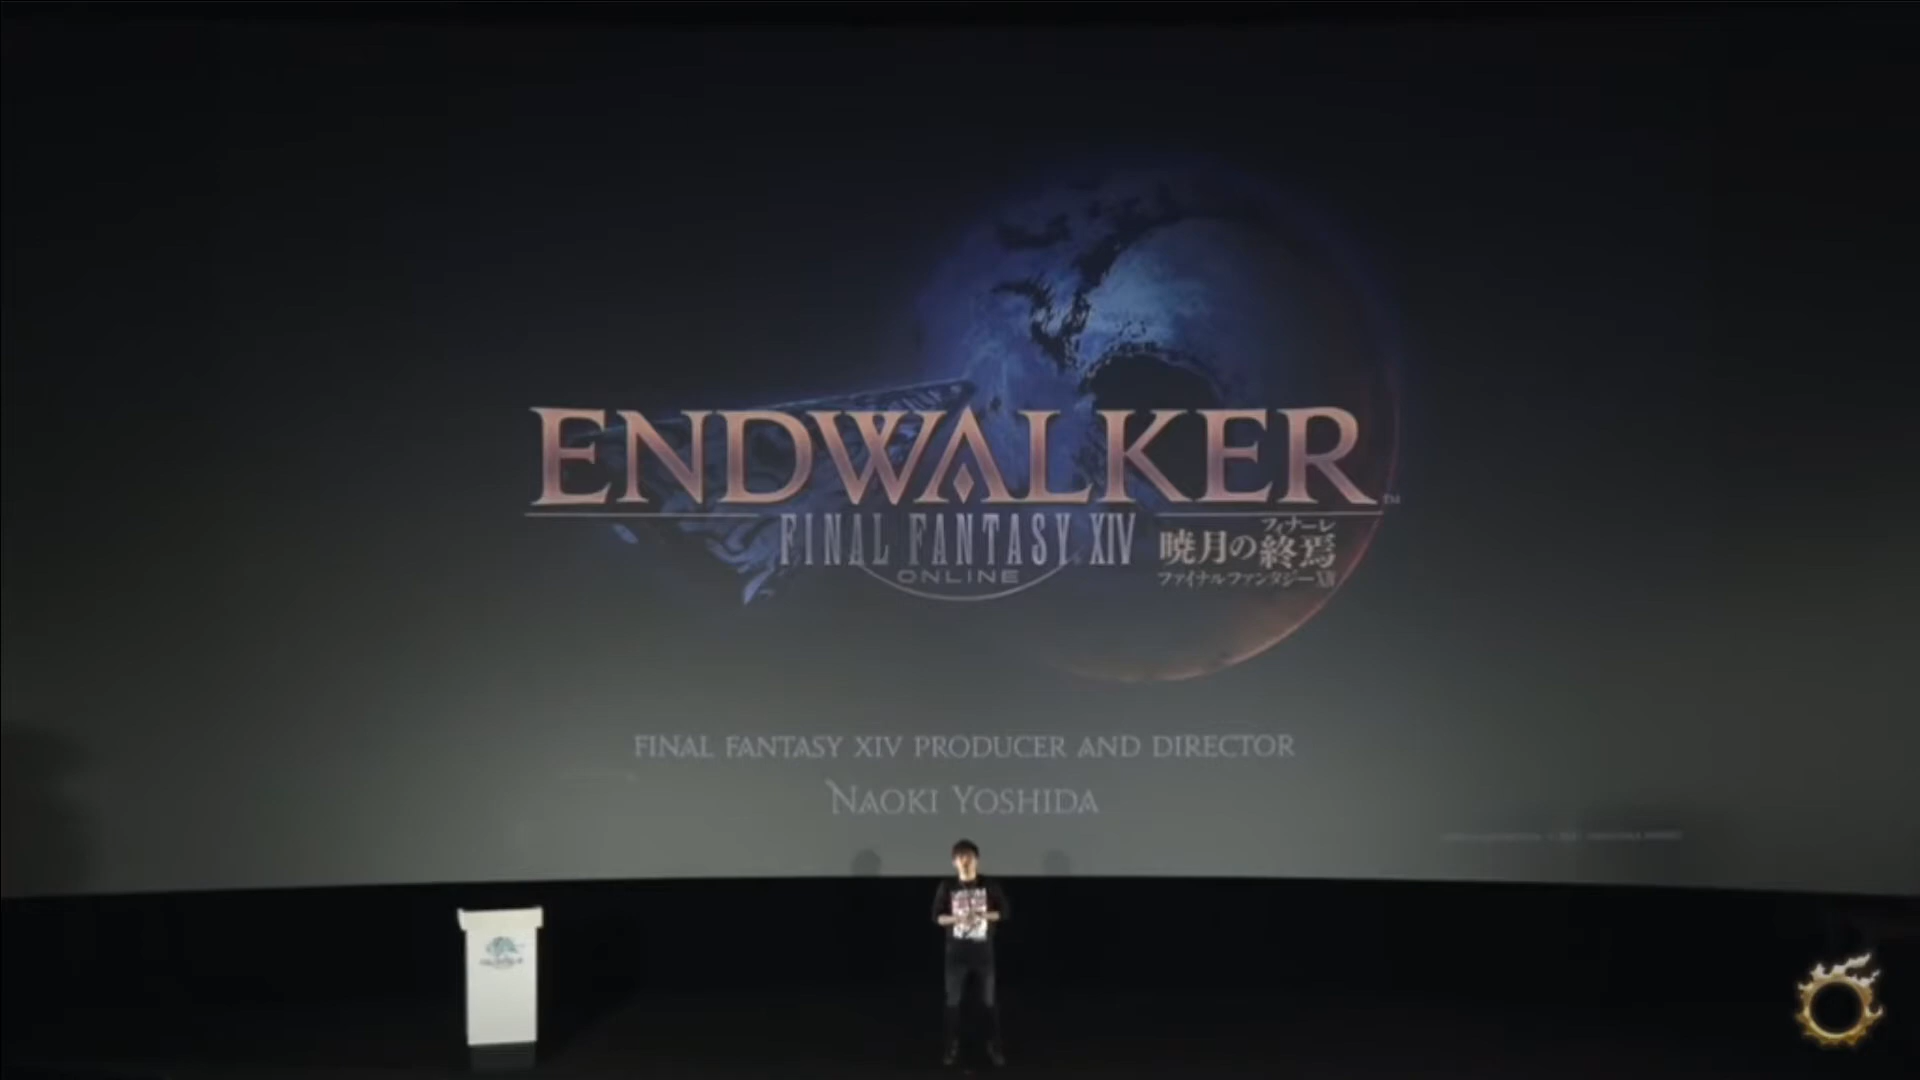 ENDWALKER™
FINAL FANTASY XIV
ONLINE
フィナーレ
暁月の終焉
ファイナルファンタジーXIV
FINAL FANTASY XIV PRODUCER AND DIRECTOR
NAOKI YOSHIDA